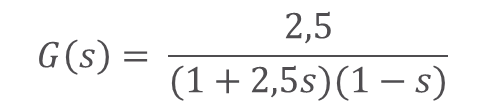 G(s) = 2,5 / (1 + 2,5s)(1 − s)